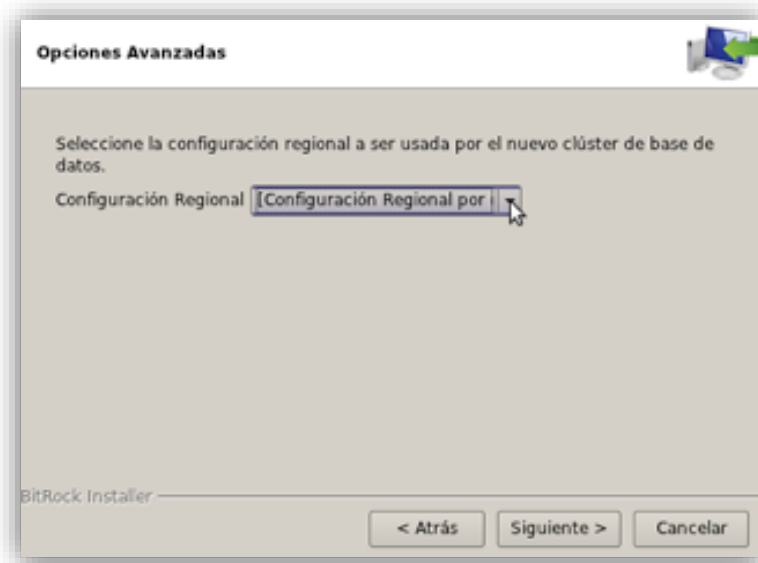 Opciones Avanzadas
Seleccione la configuración regional a ser usada por el nuevo clúster de base de
datos.
Configuración Regional [Configuración Regional por
BitRock Installer
< Atrás Siguiente > Cancelar